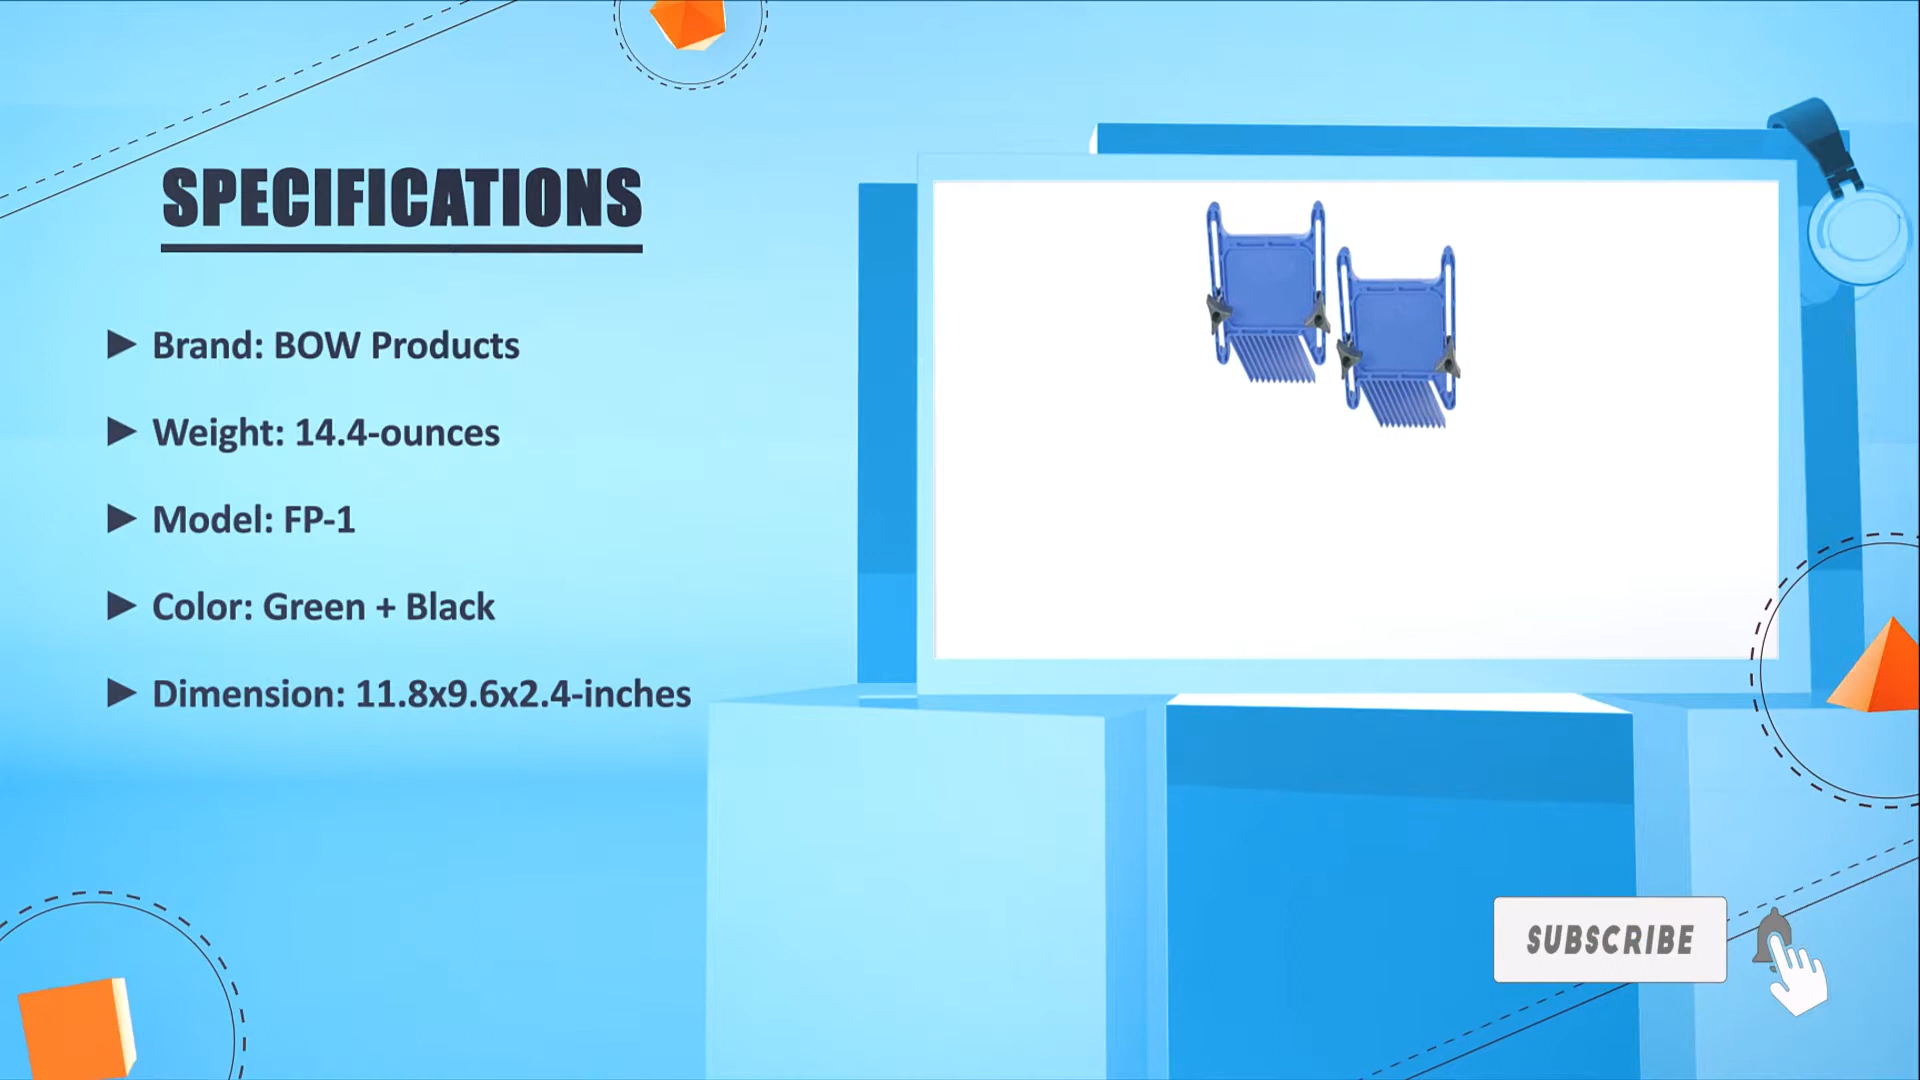 SPECIFICATIONS
Brand: BOW Products
Weight: 14.4-ounces
Model: FP-1
Color: Green + Black
Dimension: 11.8x9.6x2.4-inches
SUBSCRIBE